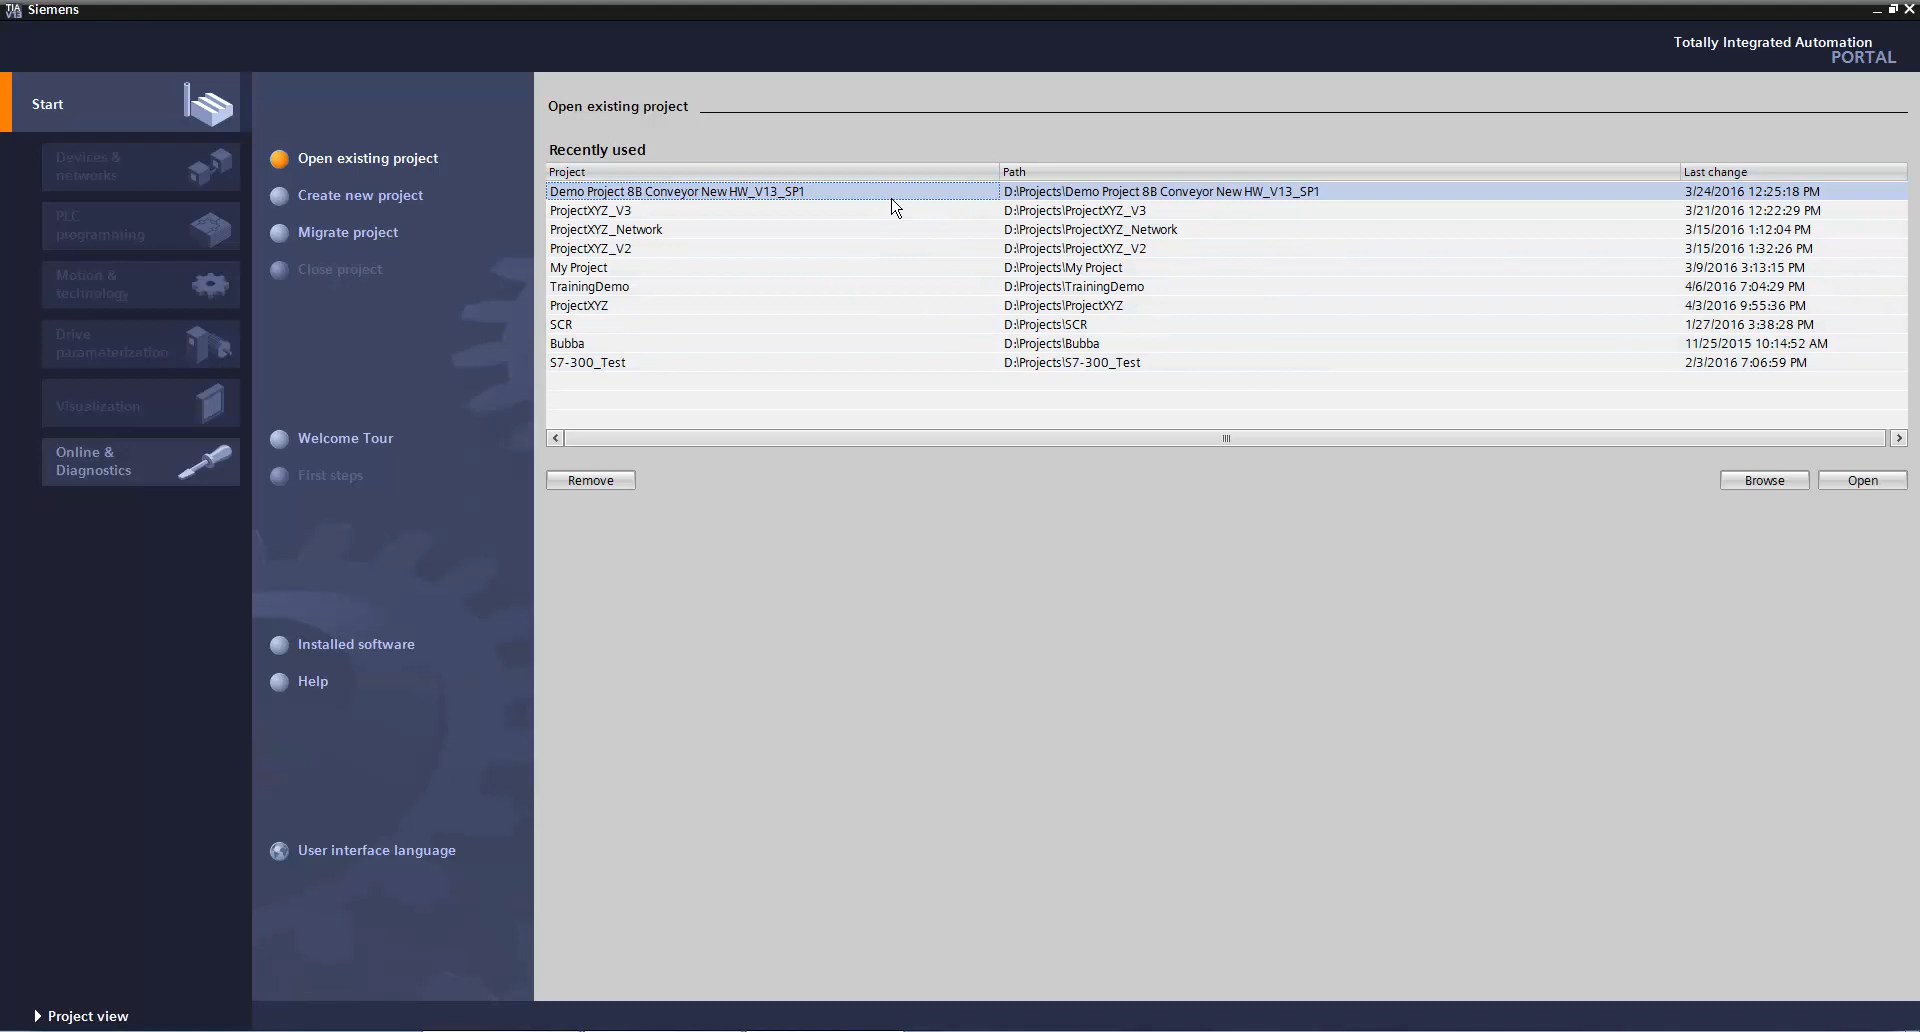 TIA
V13
Siemens
Totally Integrated Automation
PORTAL
Start
Devices &
networks
PLC
programming
Motion &
technology
Drive
parameterization
Visualization
Online &
Diagnostics
Open existing project
Create new project
Migrate project
Close project
Welcome Tour
First steps
Installed software
Help
User interface language
Open existing project
Recently used
Project Path Last change
Demo Project 8B Conveyor New HW_V13_SP1 D:\Projects\Demo Project 8B Conveyor New HW_V13_SP1 3/24/2016 12:25:18 PM
ProjectXYZ_V3 D:\Projects\ProjectXYZ_V3 3/21/2016 12:22:29 PM
ProjectXYZ_Network D:\Projects\ProjectXYZ_Network 3/15/2016 1:12:04 PM
ProjectXYZ_V2 D:\Projects\ProjectXYZ_V2 3/15/2016 1:32:26 PM
My Project D:\Projects\My Project 3/9/2016 3:13:15 PM
TrainingDemo D:\Projects\TrainingDemo 4/6/2016 7:04:29 PM
ProjectXYZ D:\Projects\ProjectXYZ 4/3/2016 9:55:36 PM
SCR D:\Projects\SCR 1/27/2016 3:38:28 PM
Bubba D:\Projects\Bubba 11/25/2015 10:14:52 AM
S7-300_Test D:\Projects\S7-300_Test 2/3/2016 7:06:59 PM
Remove Browse Open
Project view